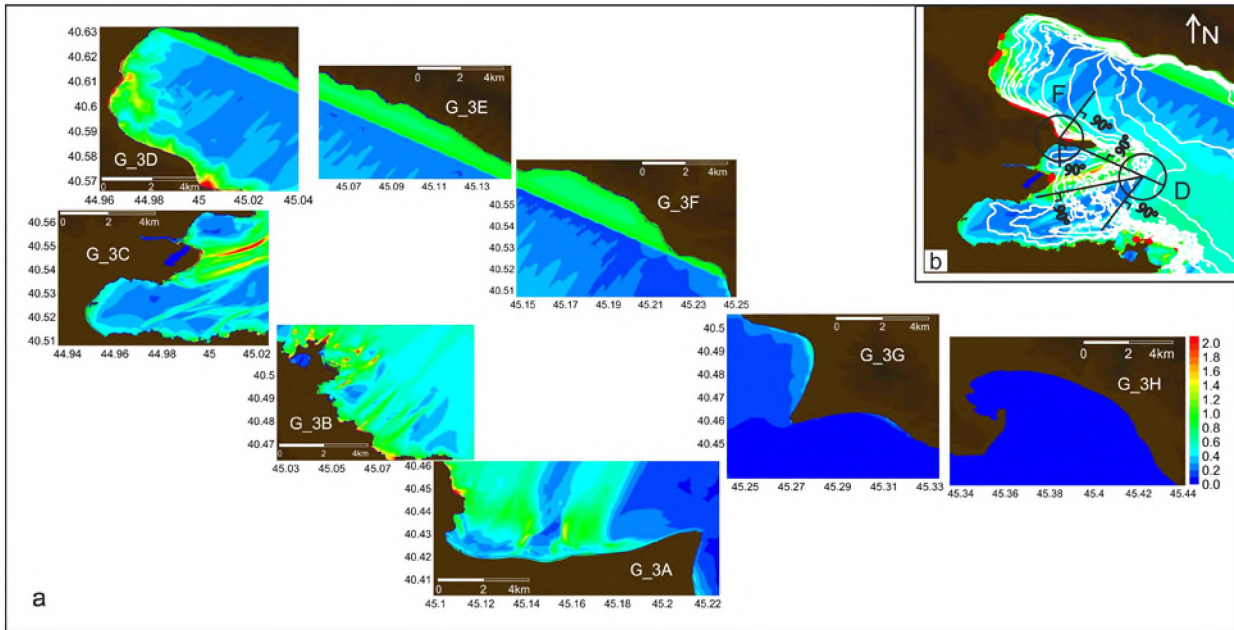 40.63
40.62
40.61
40.6
40.59
40.58
40.57
G_3D
0 2 4km
44.96 44.98 45 45.02 45.04
0 2 4km
G_3E
45.07 45.09 45.11 45.13
0 2 4km
G_3F
40.55
40.54
40.53
40.52
40.51
45.15 45.17 45.19 45.21 45.23 45.25
N
F
90°
90°
90°
D
90°
90°
b
0 2 4km
40.56
40.55
40.54
40.53
40.52
40.51
G_3C
44.94 44.96 44.98 45 45.02
40.5
40.49
40.48
40.47
G_3B
0 2 4km
45.03 45.05 45.07
40.46
40.45
40.44
40.43
40.42
40.41
G_3A
0 2 4km
45.1 45.12 45.14 45.16 45.18 45.2 45.22
40.5
40.49
40.48
40.47
40.46
40.45
0 2 4km
G_3G
45.25 45.27 45.29 45.31 45.33
0 2 4km
G_3H
45.34 45.36 45.38 45.4 45.42 45.44
2.0
1.8
1.6
1.4
1.2
1.0
0.8
0.6
0.4
0.2
0.0
a